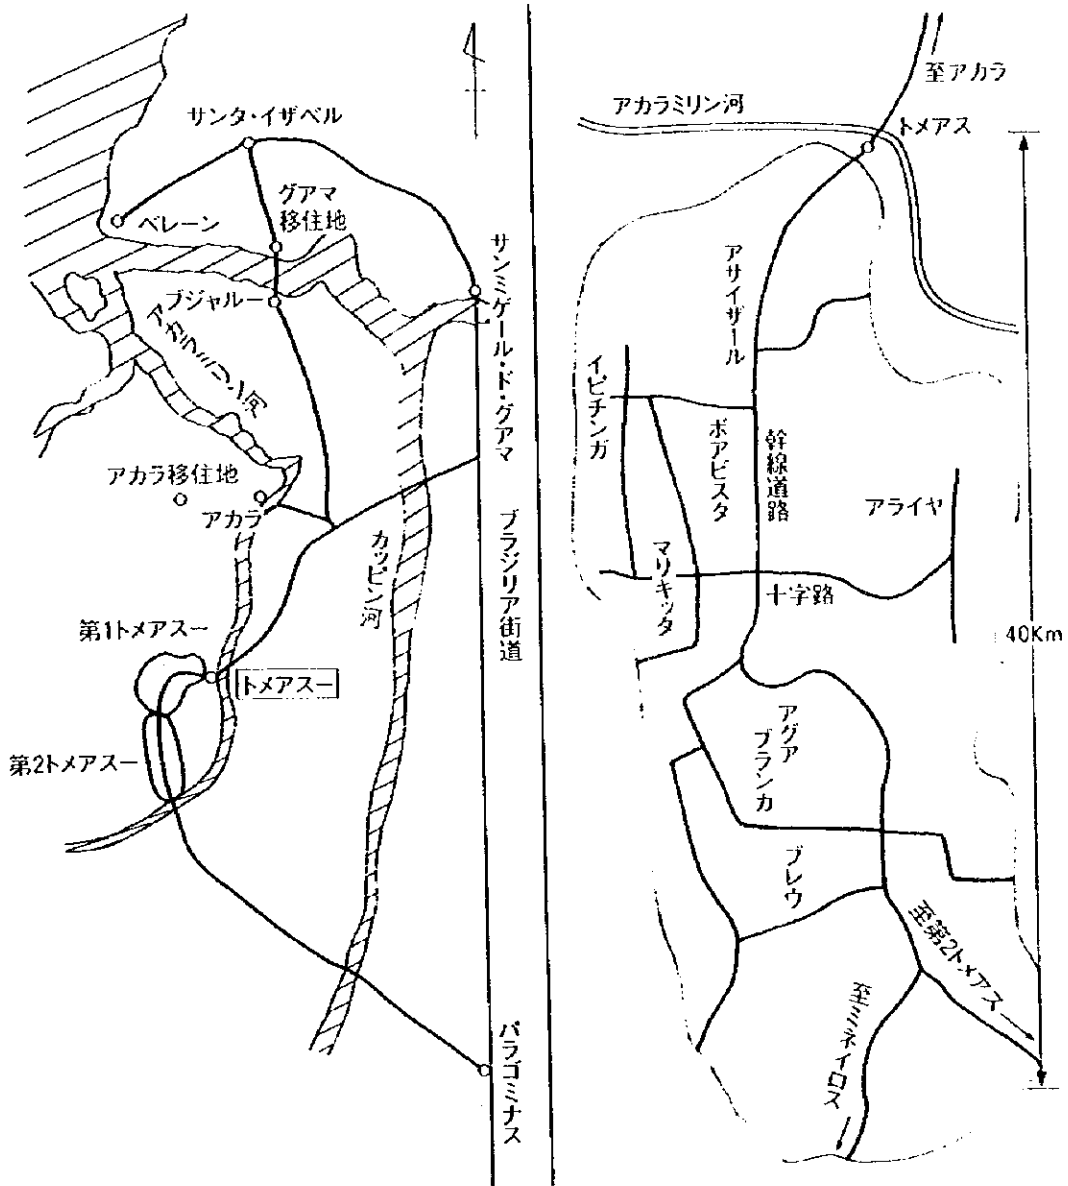 サンタ・イザベル
グアマ
移住地
ベレーン
ブジャルー
アカラミリン河
サンミゲール・ド・グアマ
アカラ移住地
アカラ
カッピン河
ブラジリア街道
第1トメアスー
トメアスー
第2トメアスー
パラゴミナス
至アカラ
アカラミリン河
トメアス
アサイザール
イピチンガ
ボアビスタ
幹線道路
アライヤ
マリキッタ
十字路
40Km
アグア
ブランカ
ブレウ
至第2トメアス
至ミネイロス